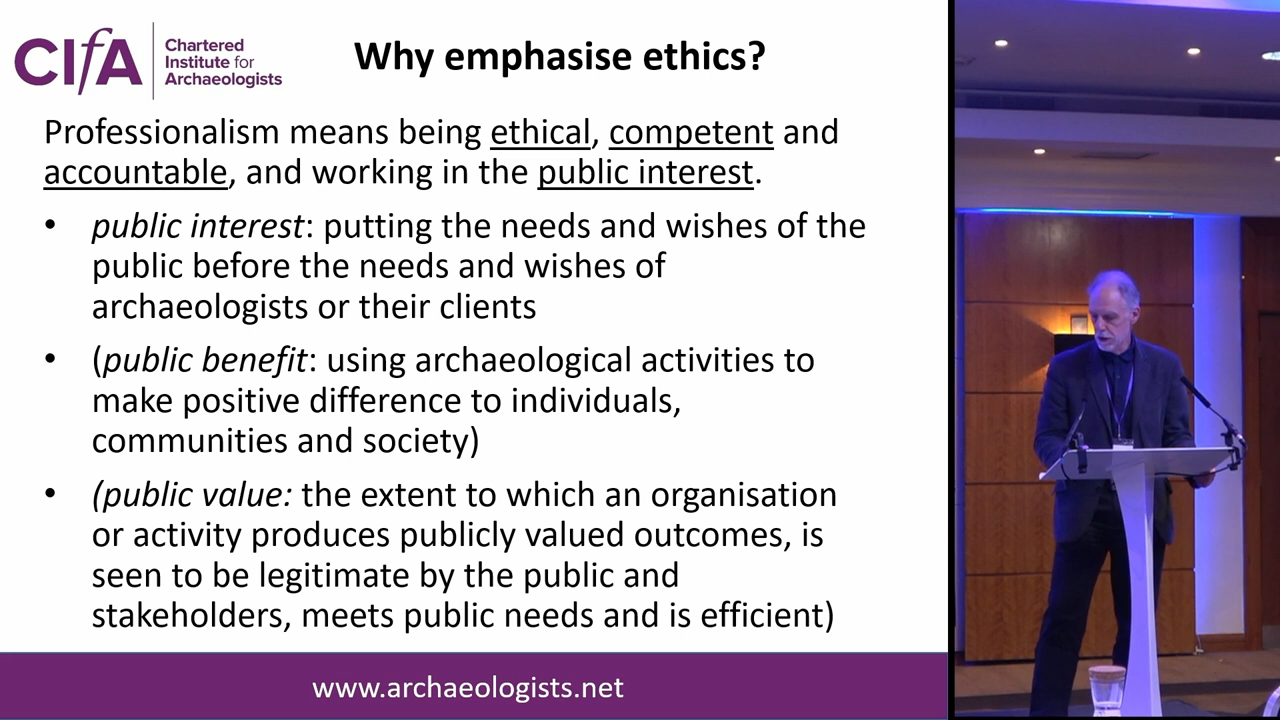 CIfA
Chartered
Institute for
Archaeologists
Why emphasise ethics?
Professionalism means being ethical, competent and
accountable, and working in the public interest.
• public interest: putting the needs and wishes of the
public before the needs and wishes of
archaeologists or their clients
• (public benefit: using archaeological activities to
make positive difference to individuals,
communities and society)
• (public value: the extent to which an organisation
or activity produces publicly valued outcomes, is
seen to be legitimate by the public and
stakeholders, meets public needs and is efficient)
www.archaeologists.net